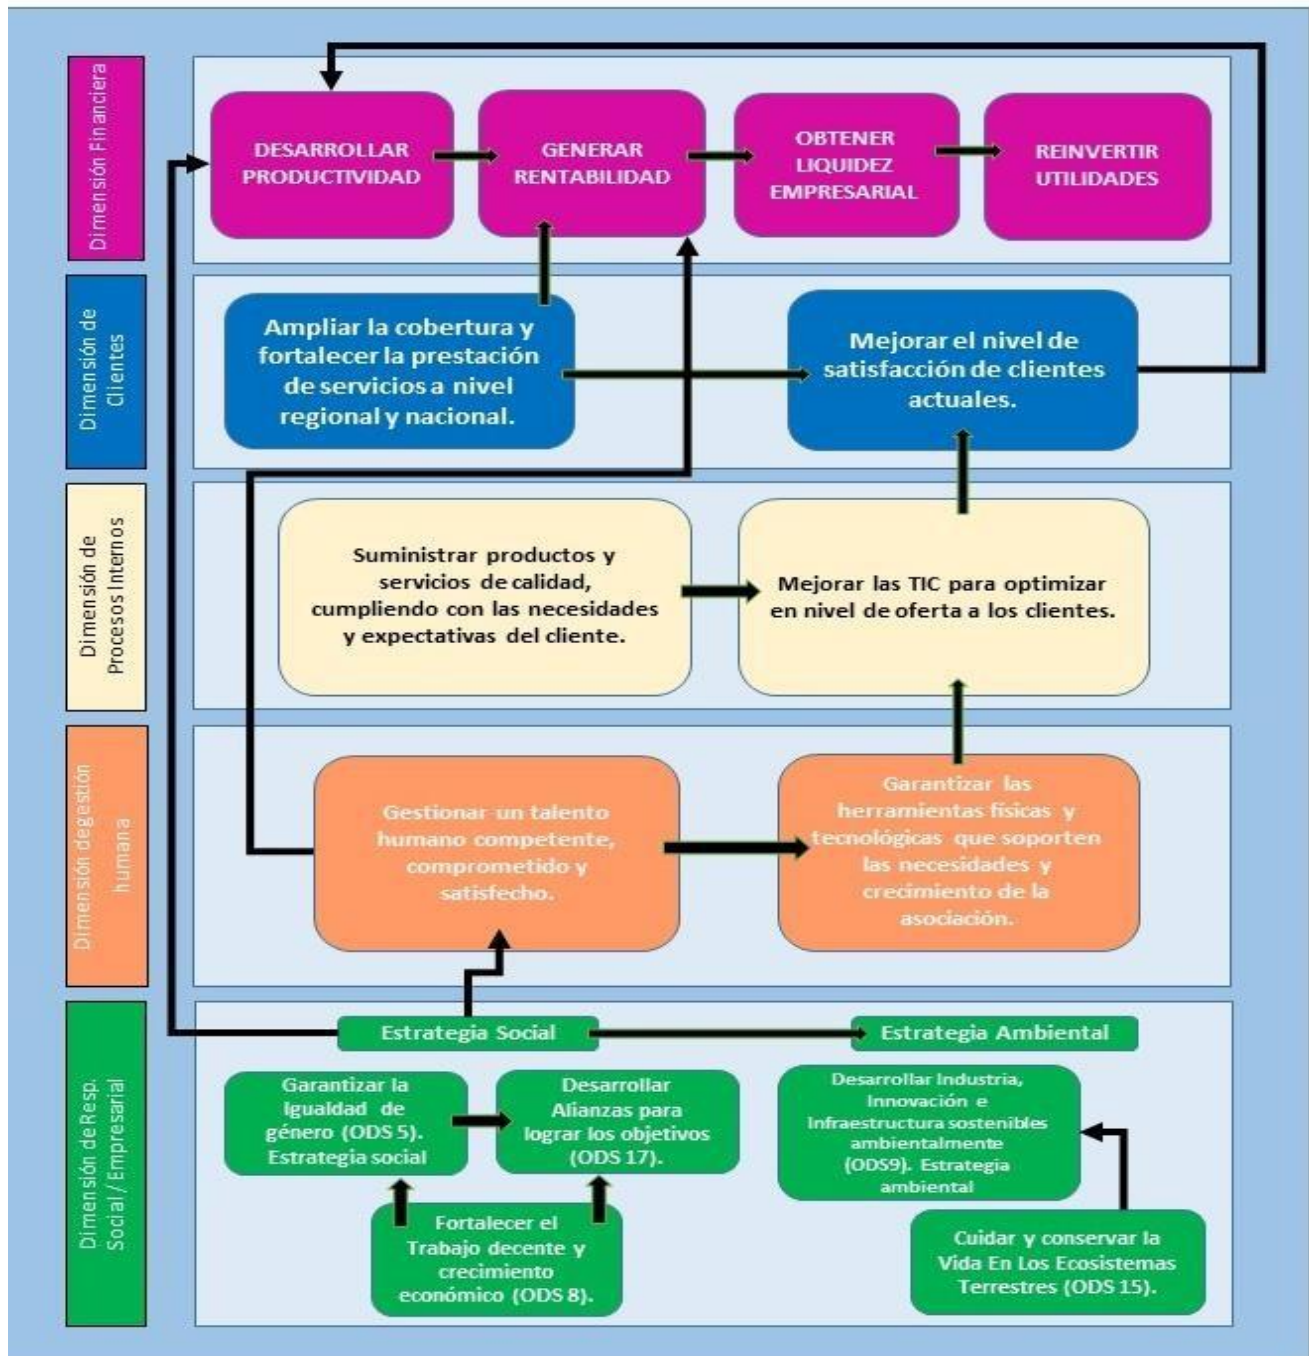 Dimensión Financiera
DESARROLLAR
PRODUCTIVIDAD
GENERAR
RENTABILIDAD
OBTENER
LIQUIDEZ
EMPRESARIAL
REINVERTIR
UTILIDADES
Dimensión de
Clientes
Ampliar la cobertura y
fortalecer la prestación
de servicios a nivel
regional y nacional.
Mejorar el nivel de
satisfacción de clientes
actuales.
Dimensión de
Procesos Internos
Suministrar productos y
servicios de calidad,
cumpliendo con las necesidades
y expectativas del cliente.
Mejorar las TIC para optimizar
en nivel de oferta a los clientes.
Dimensión degestión
humana
Gestionar un talento
humano competente,
comprometido y
satisfecho.
Garantizar las
herramientas físicas y
tecnológicas que soporten
las necesidades y
crecimiento de la
asociación.
Dimensión de Resp.
Social / Empresarial
Estrategia Social
Estrategia Ambiental
Garantizar la
Igualdad de
género (ODS 5).
Estrategia social
Desarrollar
Alianzas para
lograr los objetivos
(ODS 17).
Desarrollar Industria,
Innovación e
Infraestructura sostenibles
ambientalmente
(ODS9). Estrategia
ambiental
Fortalecer el
Trabajo decente y
crecimiento
económico (ODS 8).
Cuidar y conservar la
Vida En Los Ecosistemas
Terrestres (ODS 15).